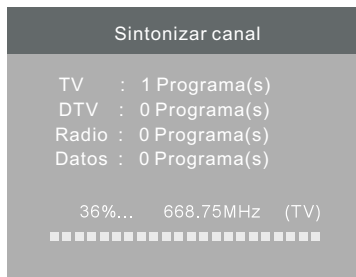 Sintonizar canal
TV : 1 Programa(s)
DTV : 0 Programa(s)
Radio : 0 Programa(s)
Datos : 0 Programa(s)
36%... 668.75MHz (TV)